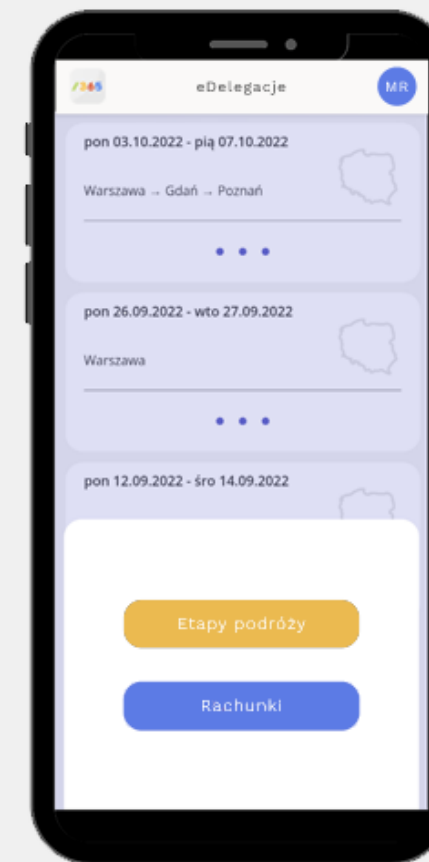 /365
eDelegacje
MR
pon 03.10.2022 - pią 07.10.2022
Warszawa → Gdań → Poznań
pon 26.09.2022 - wto 27.09.2022
Warszawa
pon 12.09.2022 - śro 14.09.2022
Etapy podróży
Rachunki